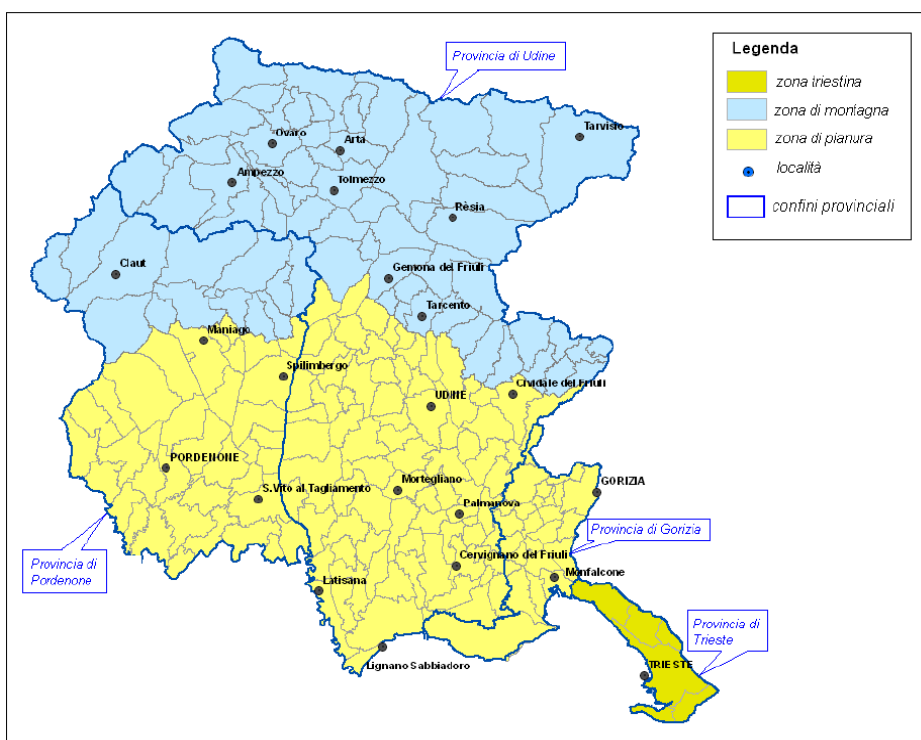 Provincia di Udine
Legenda
zona triestina
zona di montagna
zona di pianura
località
confini provinciali
Tarvisio
Ovaro
Arta
Ampezzo
Tolmezzo
Rèsia
Claut
Gemona del Friuli
Tarcento
Maniago
Spilimbergo
Cividale del Friuli
UDINE
PORDENONE
Mortegliano
S.Vito al Tagliamento
GORIZIA
Palmanova
Provincia di Gorizia
Provincia di
Pordenone
Cervignano del Friuli
Monfalcone
Latisana
Provincia di
Trieste
Lignano Sabbiadoro
TRIESTE